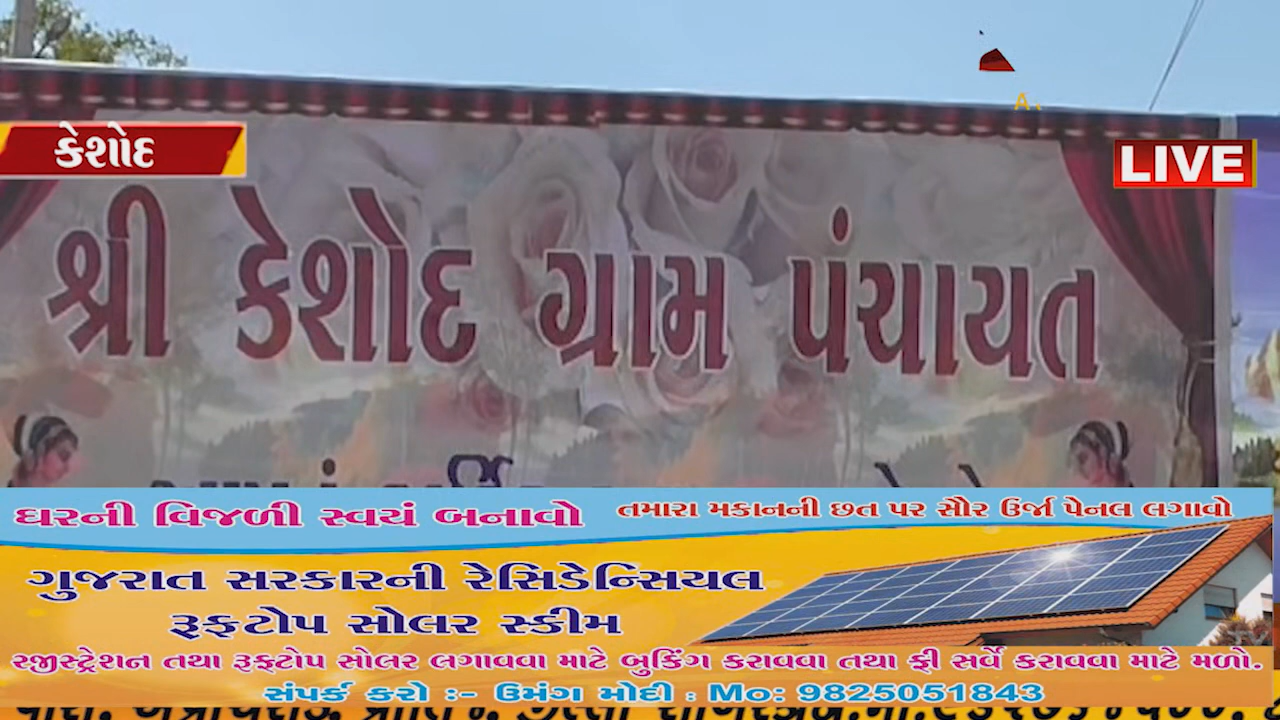 કેશોદ
LIVE
શ્રી કેશોદ ગ્રામ પંચાયત
ઘરની વિજળી સ્વયં બનાવો
તમારા મકાનની છત પર સૌર ઉર્જા પેનલ લગાવો
ગુજરાત સરકારની રેસિડેન્સિયલ
રૂફટોપ સોલર સ્કીમ
રજીસ્ટ્રેશન તથા રૂફટોપ સોલર લગાવવા માટે બુકિંગ કરાવવા તથા ફ્રી સર્વે કરાવવા માટે મળો.
સંપર્ક કરો :- ઉમંગ મોદી : Mo: 9825051843